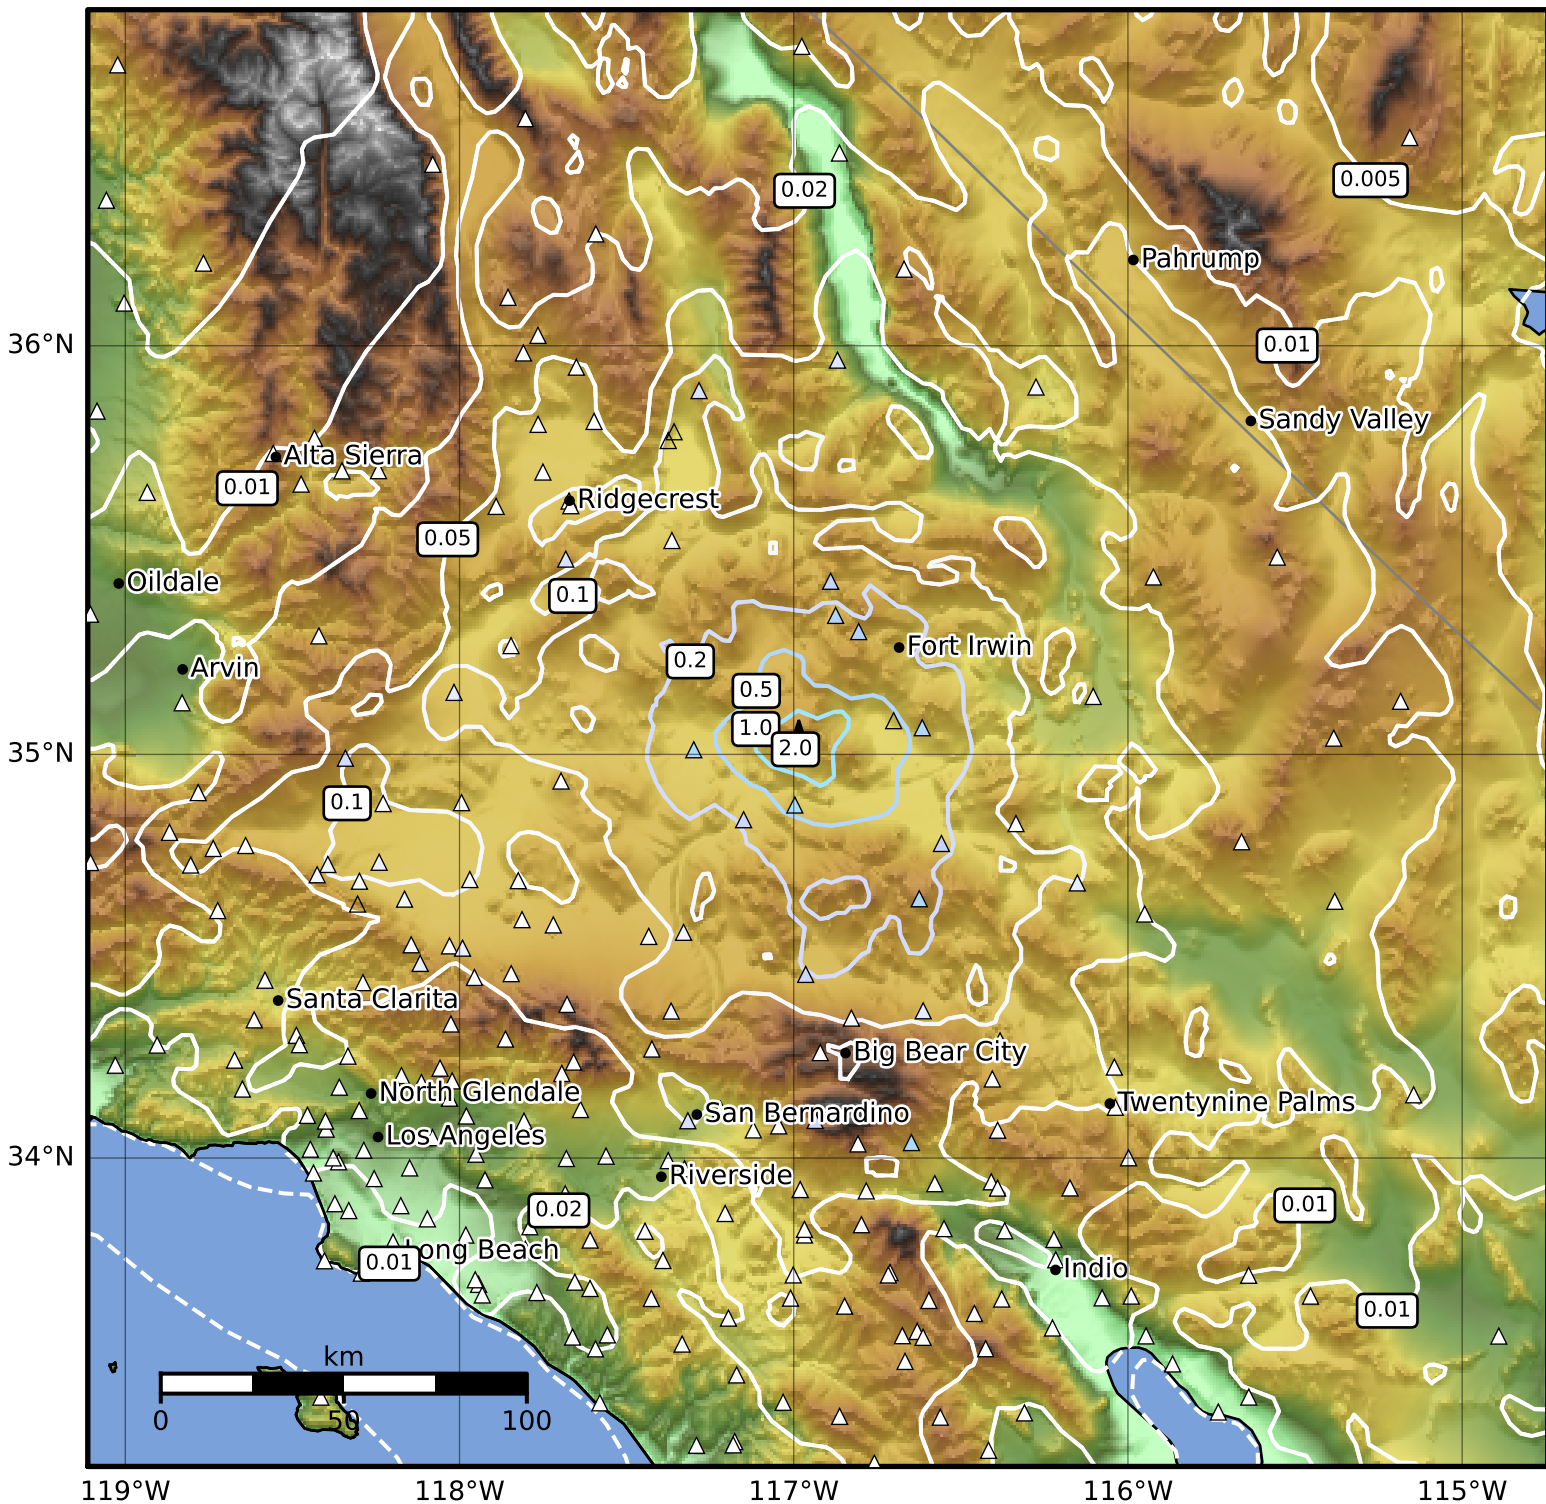 0.02
0.005
Pahrump
36°N
0.01
Sandy Valley
Alta Sierra
0.01
Ridgecrest
0.05
Oildale
0.1
Fort Irwin
Arvin
0.2
0.5
1.0
2.0
35°N
0.1
Santa Clarita
Big Bear City
North Glendale
Twentynine Palms
San Bernardino
Los Angeles
34°N
Riverside
0.02
0.01
Long Beach
0.01
Indio
0.01
km
0 50 100
119°W 118°W 117°W 116°W 115°W